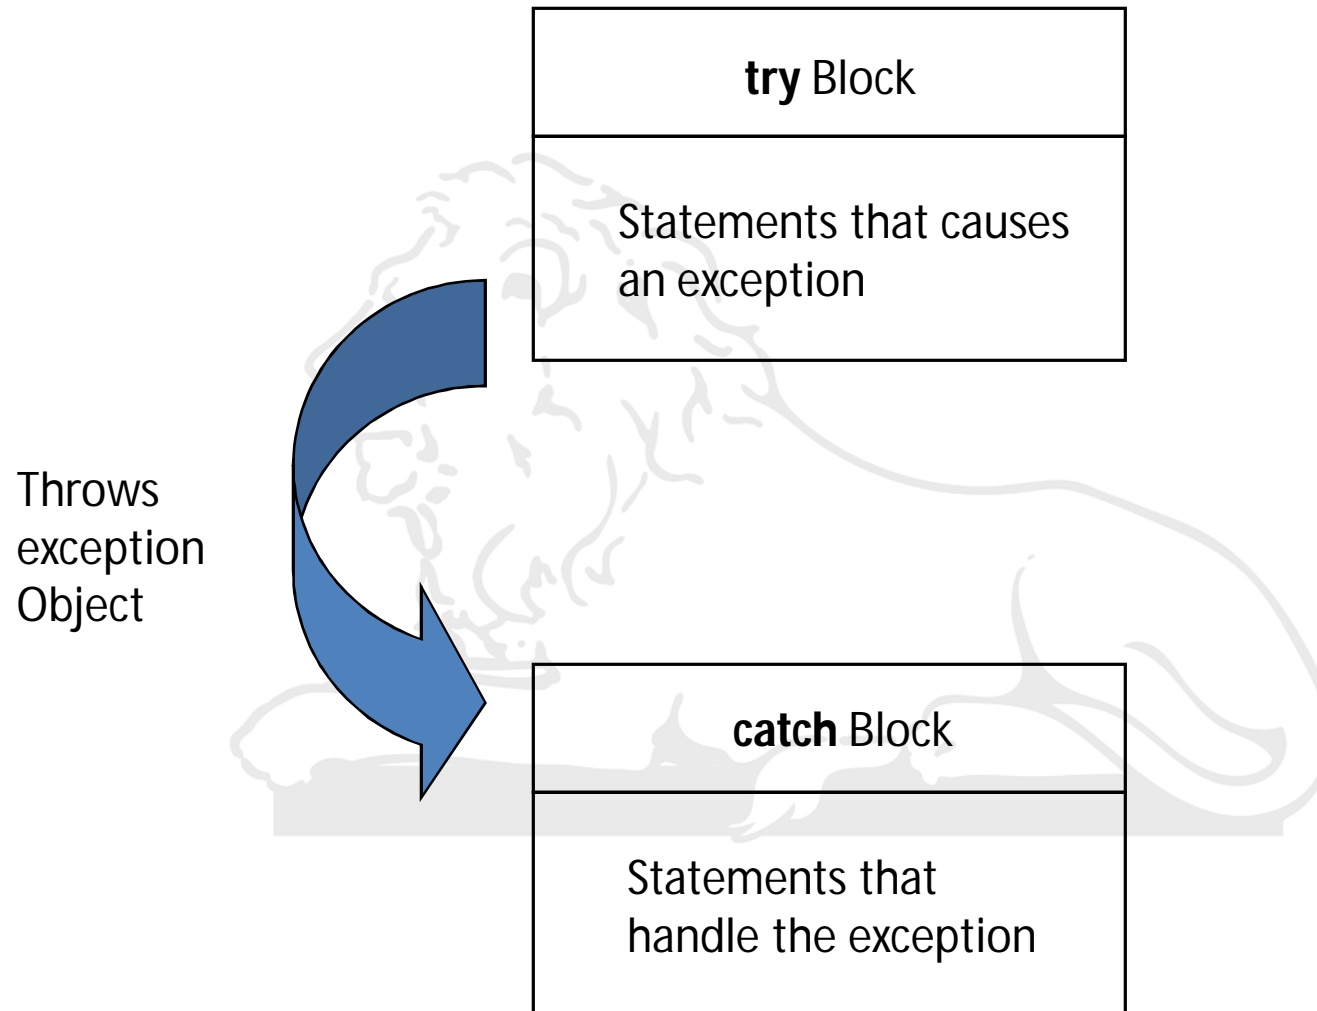 try Block
Statements that causes
an exception
Throws
exception
Object
catch Block
Statements that
handle the exception